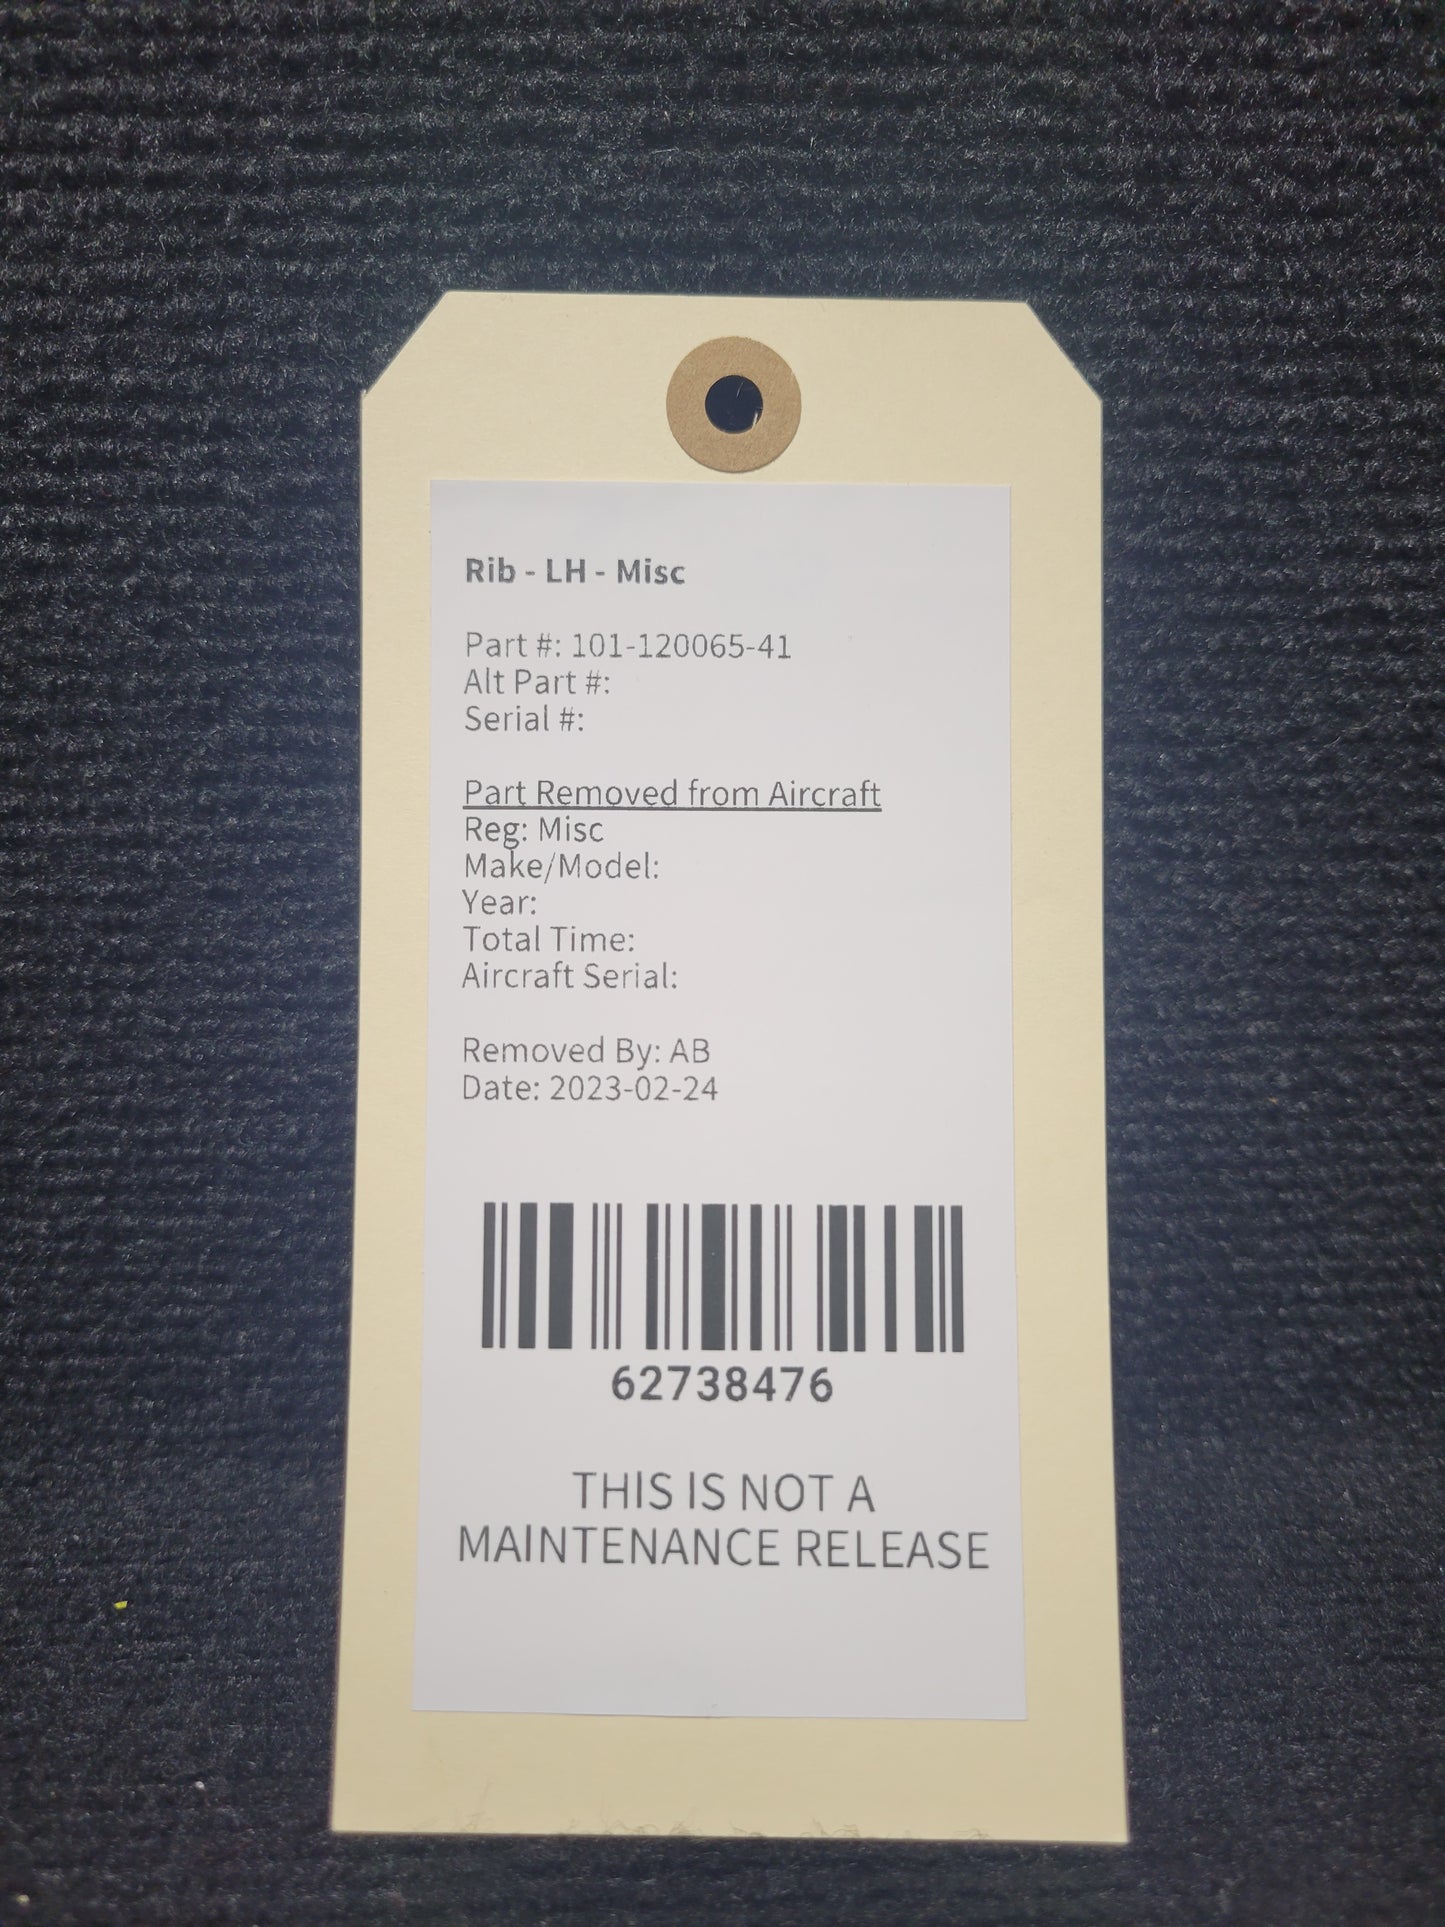 Rib - LH - Misc
Part #: 101-120065-41
Alt Part #:
Serial #:
Part Removed from Aircraft
Reg: Misc
Make/Model:
Year:
Total Time:
Aircraft Serial:
Removed By: AB
Date: 2023-02-24
62738476
THIS IS NOT A
MAINTENANCE RELEASE